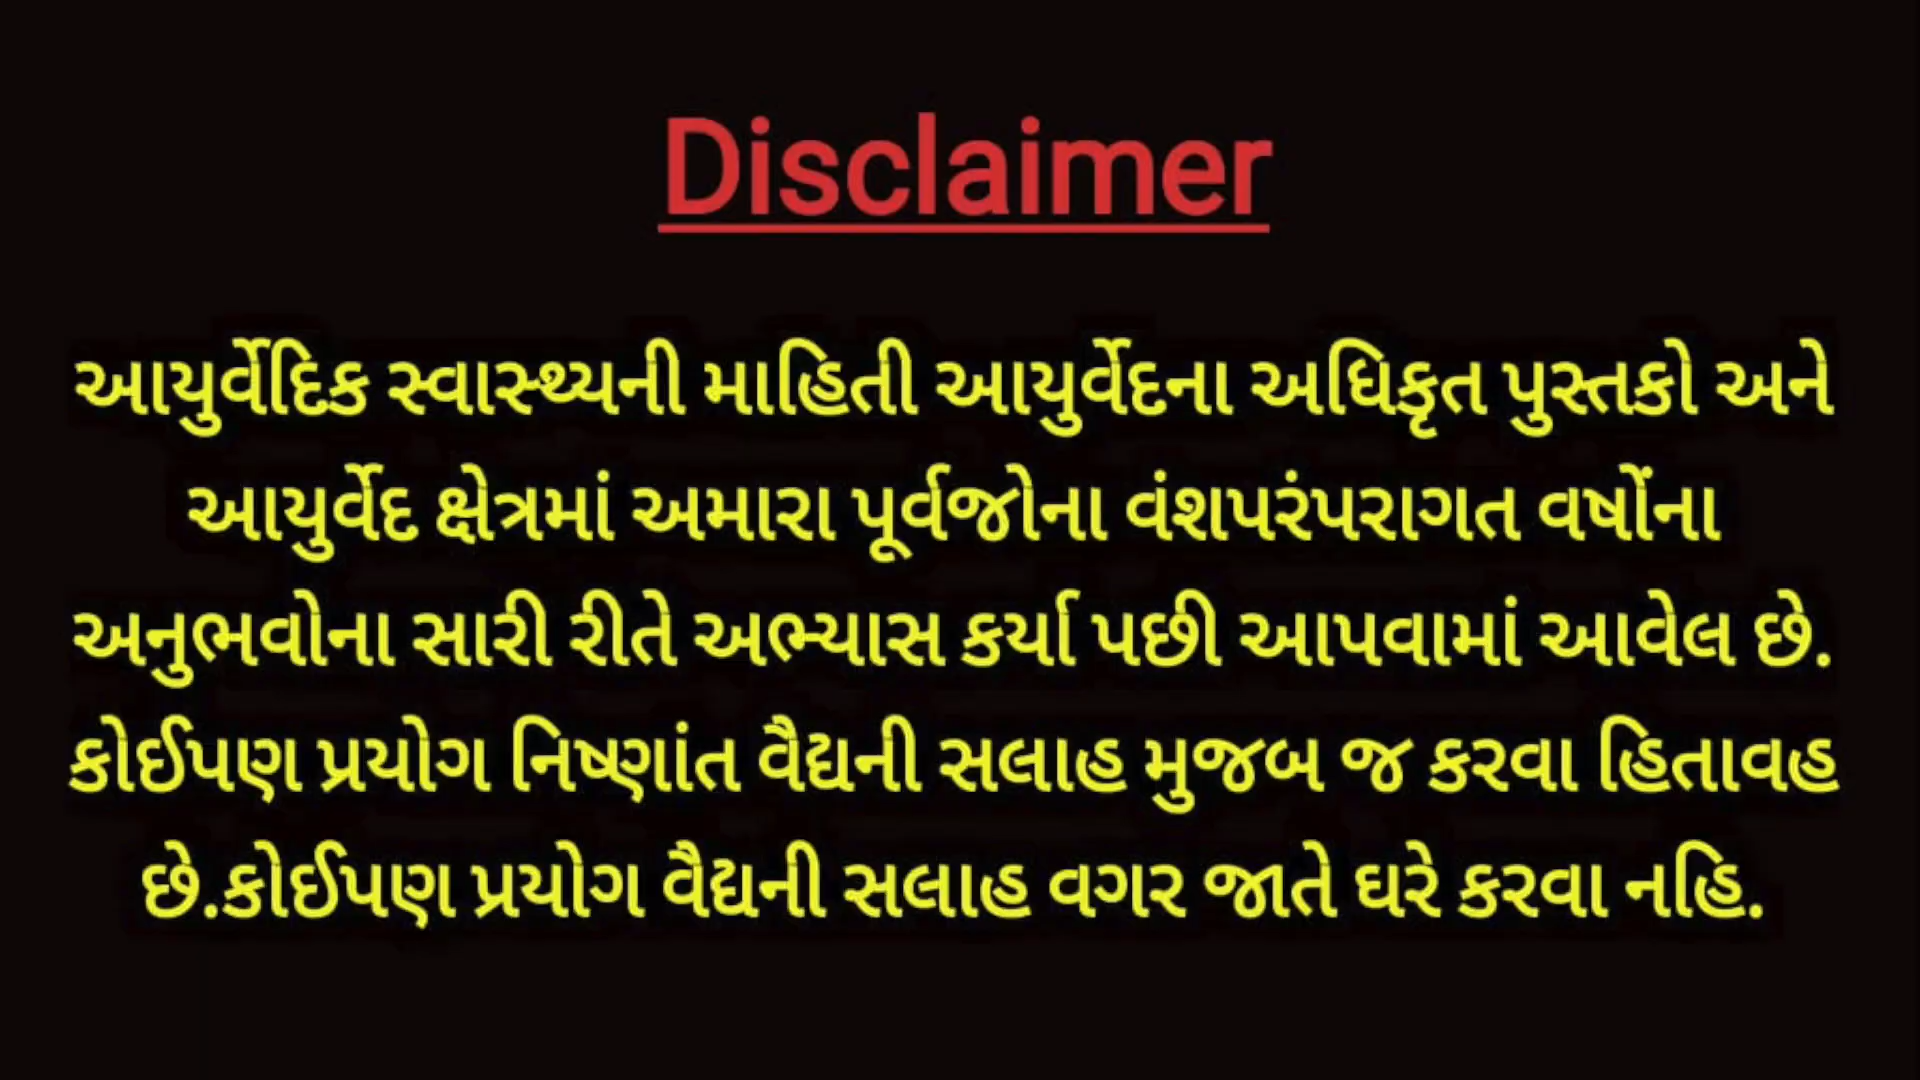 Disclaimer
આયુર્વેદિક સ્વાસ્થ્યની માહિતી આયુર્વેદના અધિકૃત પુસ્તકો અને
આયુર્વેદ ક્ષેત્રમાં અમારા પૂર્વજોના વંશપરંપરાગત વર્ષોના
અનુભવોના સારી રીતે અભ્યાસ કર્યા પછી આપવામાં આવેલ છે.
કોઈપણ પ્રયોગ નિષ્ણાંત વૈદ્યની સલાહ મુજબ જ કરવા હિતાવહ
છે.કોઈપણ પ્રયોગ વૈદ્યની સલાહ વગર જાતે ઘરે કરવા નહિ.